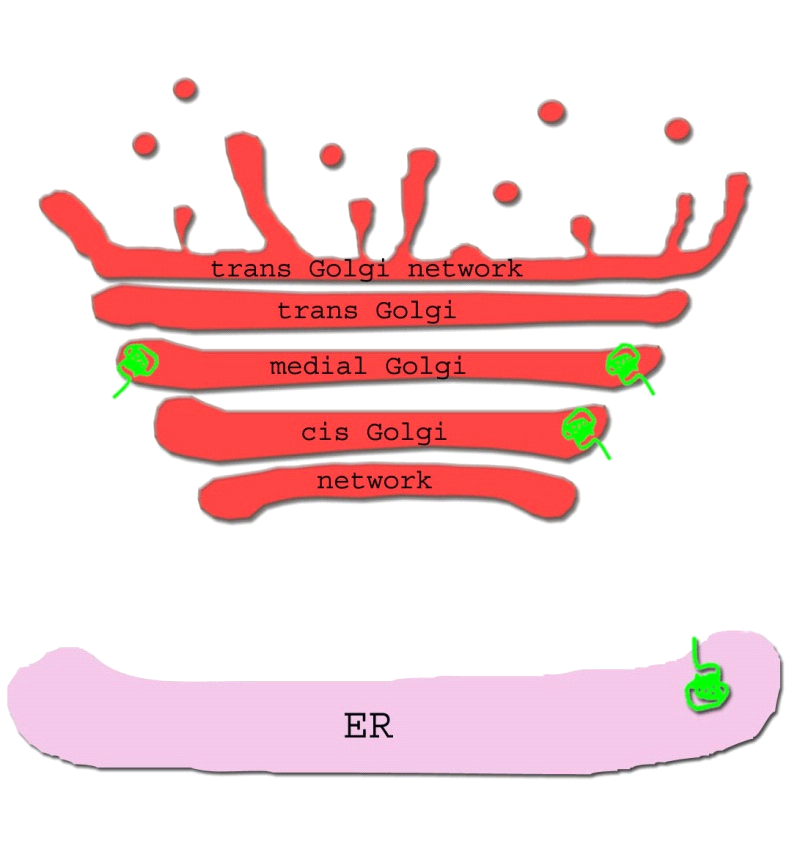 trans Golgi network
trans Golgi
medial Golgi
cis Golgi
network
ER